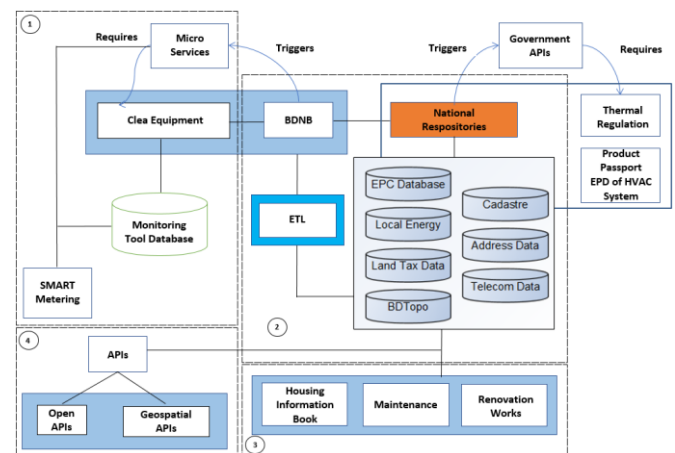 1
Requires
Micro
Services
Triggers
Triggers
Government
APIs
Requires
Clea Equipment
BDNB
National
Respositories
Thermal
Regulation
Product
Passport
EPD of HVAC
System
EPC Database
Cadastre
Local Energy
Address Data
Land Tax Data
Telecom Data
BDTopo
ETL
Monitoring
Tool Database
SMART
Metering
2
4
APIs
Open
APIs
Geospatial
APIs
Housing
Information
Book
Maintenance
Renovation
Works
3